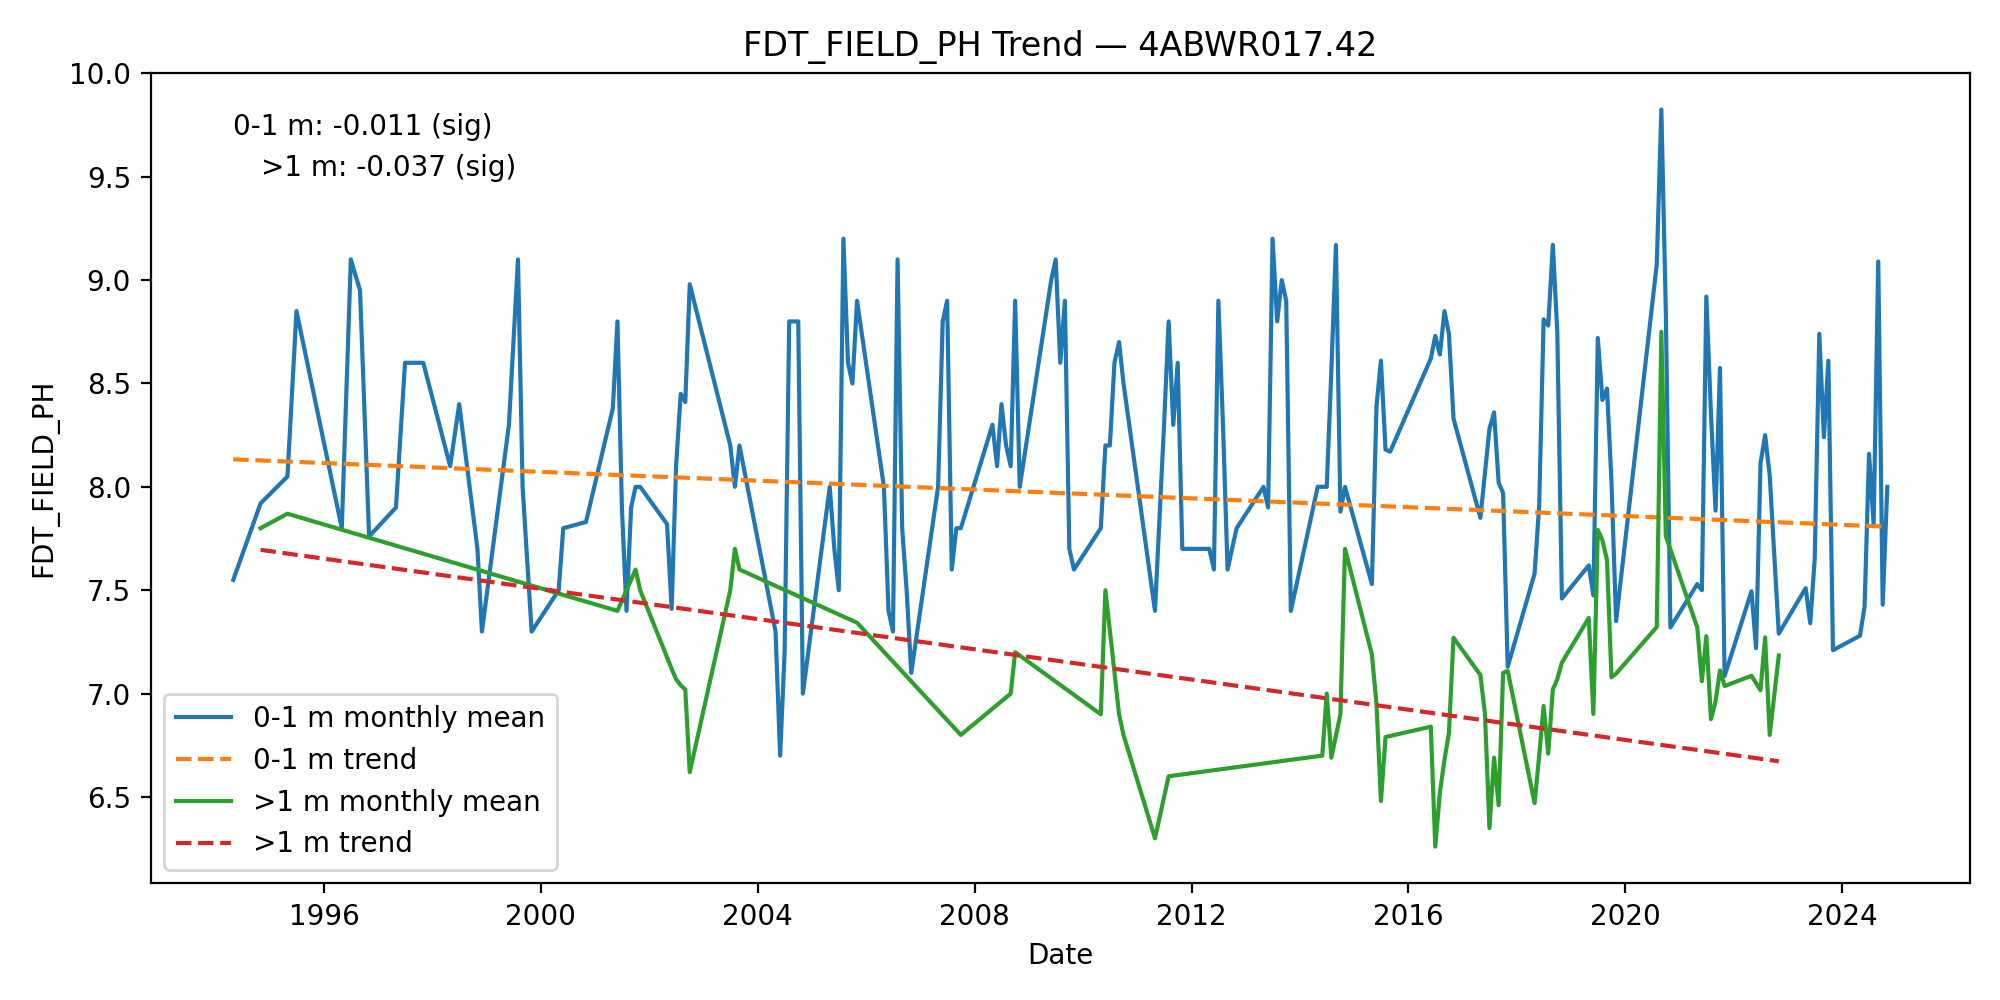 FDT_FIELD_PH Trend — 4ABWR017.42
10.0
9.5
9.0
8.5
8.0
7.5
7.0
6.5
FDT_FIELD_PH
0-1 m: -0.011 (sig)
>1 m: -0.037 (sig)
0-1 m monthly mean
0-1 m trend
>1 m monthly mean
>1 m trend
1996 2000 2004 2008 2012 2016 2020 2024
Date